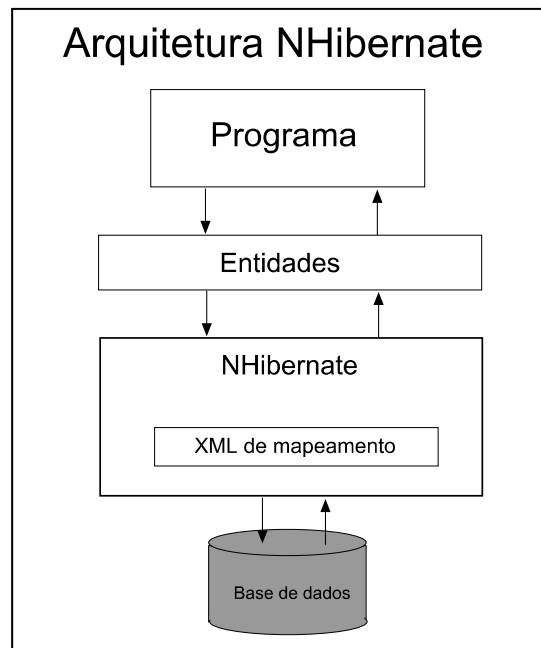 Arquitetura NHibernate
Programa
Entidades
NHibernate
XML de mapeamento
Base de dados